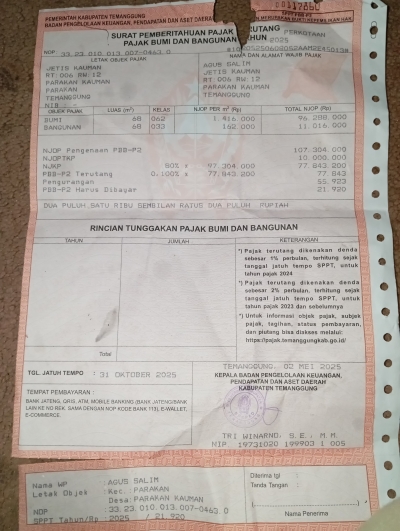 PEMERINTAH KABUPATEN TEMANGGUNG
BADAN PENGELOLAAN KEUANGAN, PENDAPATAN DAN ASET DAERAH
SURAT PEMBERITAHUAN PAJAK TERUTANG
PAJAK BUMI DAN BANGUNAN PERKOTAAN
TAHUN 2025
NOP : 33.23.010.013.007-0463.0
LETAK OBJEK PAJAK
NAMA DAN ALAMAT WAJIB PAJAK
JETIS KAUMAN
RT:006 RW:12
PARAKAN KAUMAN
PARAKAN
TEMANGGUNG
AGUS SALIM
JETIS KAUMAN
RT:006 RW:12
PARAKAN KAUMAN
TEMANGGUNG
OBJEK PAJAK LUAS (m²) KELAS NJOP PER m² (Rp) TOTAL NJOP (Rp)
BUMI 68 062 1.416.000 96.288.000
BANGUNAN 68 033 162.000 11.016.000
NJOP Pengenaan PBB-P2 107.304.000
NJOPTKP 10.000.000
NJKP 80% x 97.304.000 77.843.200
PBB-P2 Terutang 0.100% x 77.843.200 77.843
Pengurangan 55.923
PBB-P2 Harus Dibayar 21.920
DUA PULUH SATU RIBU SEMBILAN RATUS DUA PULUH RUPIAH
RINCIAN TUNGGAKAN PAJAK BUMI DAN BANGUNAN
TAHUN JUMLAH KETERANGAN
*) Pajak terutang dikenakan denda
sebesar 1% perbulan, terhitung sejak
tanggal jatuh tempo SPPT, untuk
tahun pajak 2024
*) Pajak terutang dikenakan denda
sebesar 2% perbulan, terhitung sejak
tanggal jatuh tempo SPPT, untuk
tahun pajak 2023 dan sebelumnya
*) Untuk informasi objek pajak, subjek
pajak, tagihan, status pembayaran,
dan piutang bisa diakses melalui:
https://pajak.temanggungkab.go.id/
Total
TGL. JATUH TEMPO : 31 OKTOBER 2025
TEMPAT PEMBAYARAN :
BANK JATENG, QRIS, ATM, MOBILE BANKING (BANK JATENG/BANK
LAIN KE NO REK. SAMA DENGAN NOP KODE BANK 113), E-WALLET,
E-COMMERCE.
TEMANGGUNG, 02 MEI 2025
KEPALA BADAN PENGELOLAAN KEUANGAN,
PENDAPATAN DAN ASET DAERAH
KABUPATEN TEMANGGUNG
TRI WINARNO, S.E., M.M.
NIP 19731020 199903 1 005
Nama WP : AGUS SALIM
Letak Objek : Kec. PARAKAN
Desa PARAKAN KAUMAN
NOP : 33.23.010.013.007-0463.0
SPPT Tahun/Rp : 2025 / 21.920
Diterima tgl :
Tanda Tangan :
Nama Penerima